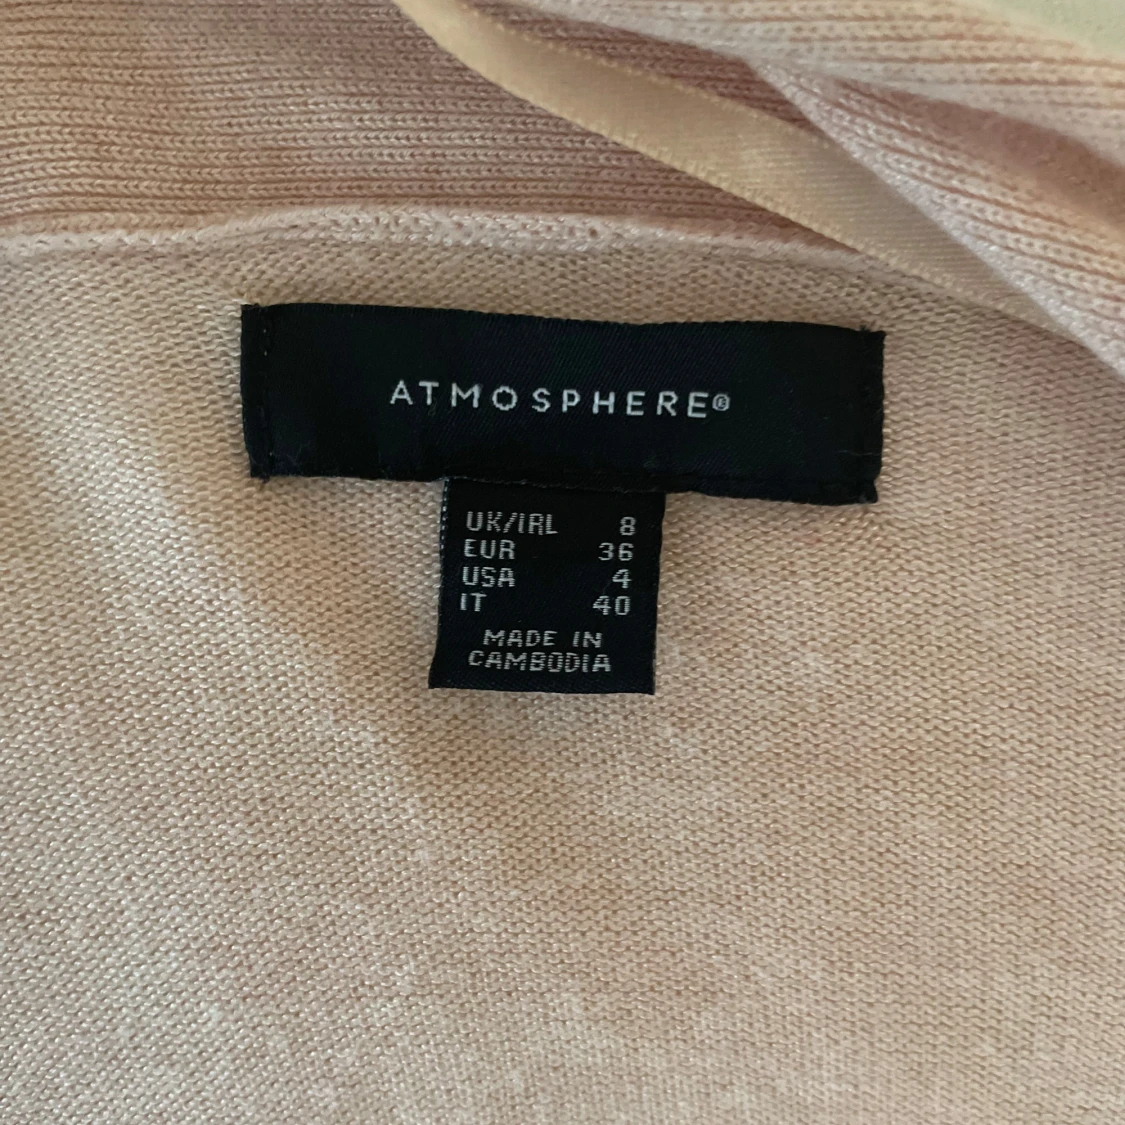 ATMOSPHERE®
UK/IRL 8
EUR 36
USA 4
IT 40
MADE IN
CAMBODIA